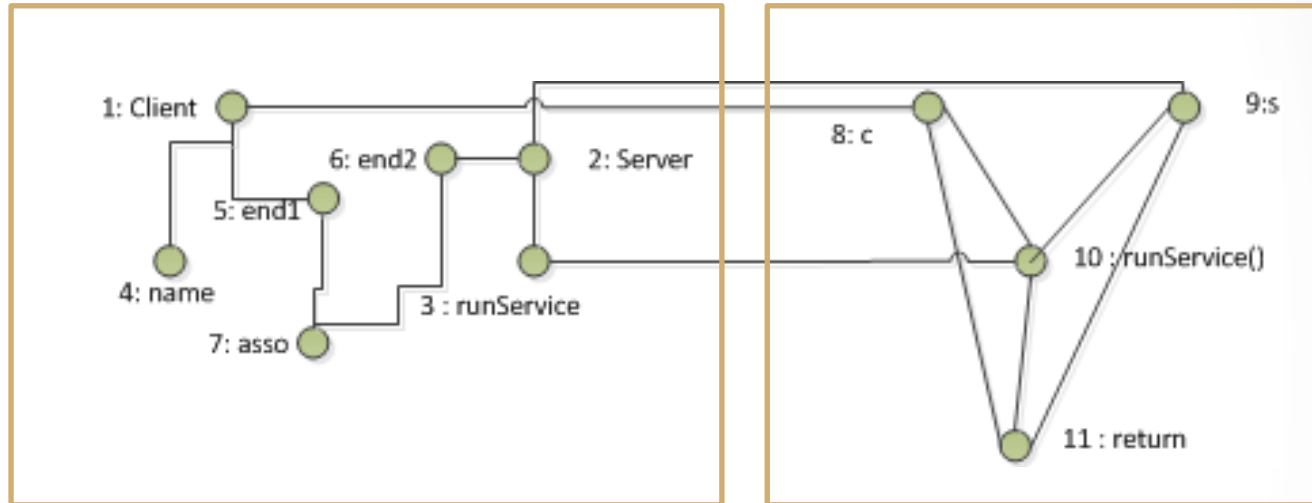 1: Client
6: end2
2: Server
5: end1
4: name
3 : runService
7: asso
8: c
9:s
10 : runService()
11 : return